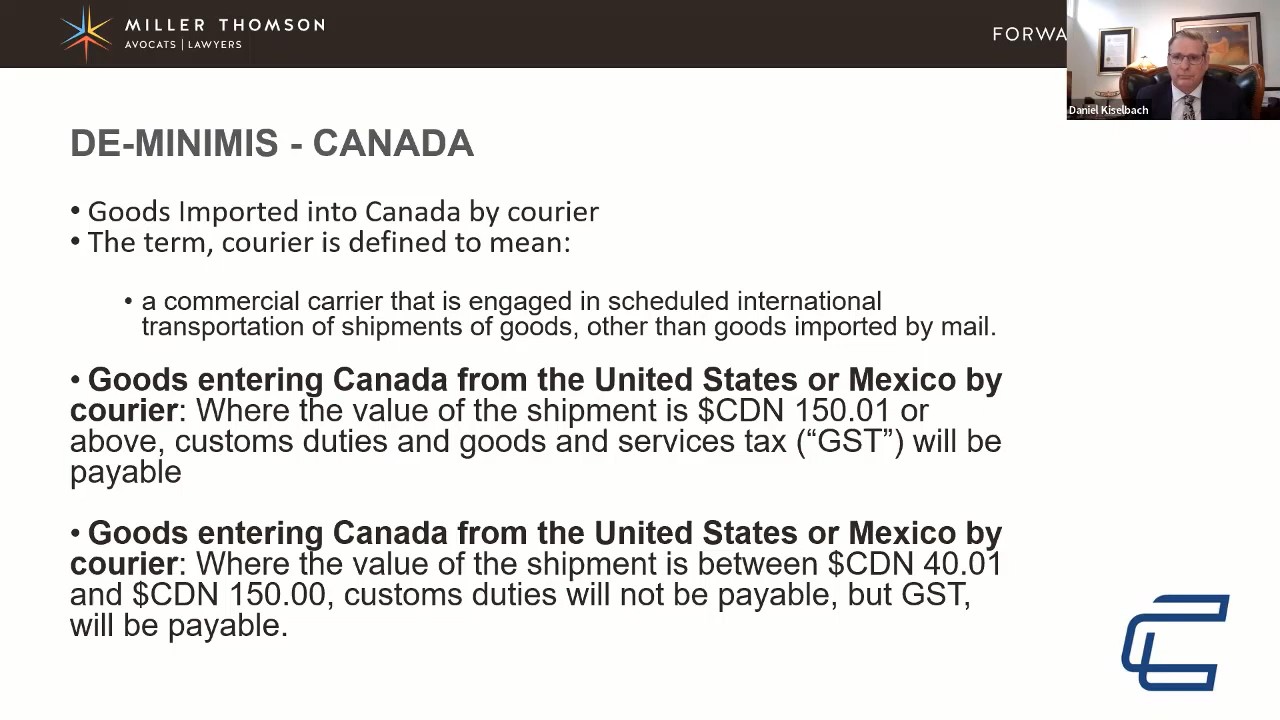 MILLER THOMSON
AVOCATS | LAWYERS
FORWA
Daniel Kiselbach
DE-MINIMIS - CANADA
• Goods Imported into Canada by courier
• The term, courier is defined to mean:
• a commercial carrier that is engaged in scheduled international
transportation of shipments of goods, other than goods imported by mail.
• Goods entering Canada from the United States or Mexico by
courier: Where the value of the shipment is $CDN 150.01 or
above, customs duties and goods and services tax (“GST”) will be
payable
• Goods entering Canada from the United States or Mexico by
courier: Where the value of the shipment is between $CDN 40.01
and $CDN 150.00, customs duties will not be payable, but GST,
will be payable.